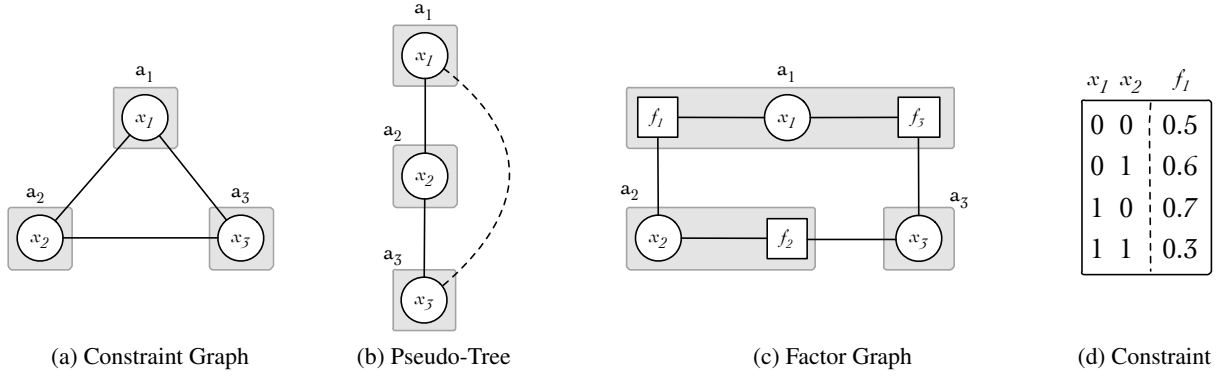 a1
x1
a2
a3
x2
x3
(a) Constraint Graph
a1
x1
a2
x2
a3
x3
(b) Pseudo-Tree
a1
f1
x1
f3
a2
a3
x2
f2
x3
(c) Factor Graph
x1 x2 f1
0 0 0.5
0 1 0.6
1 0 0.7
1 1 0.3
(d) Constraint